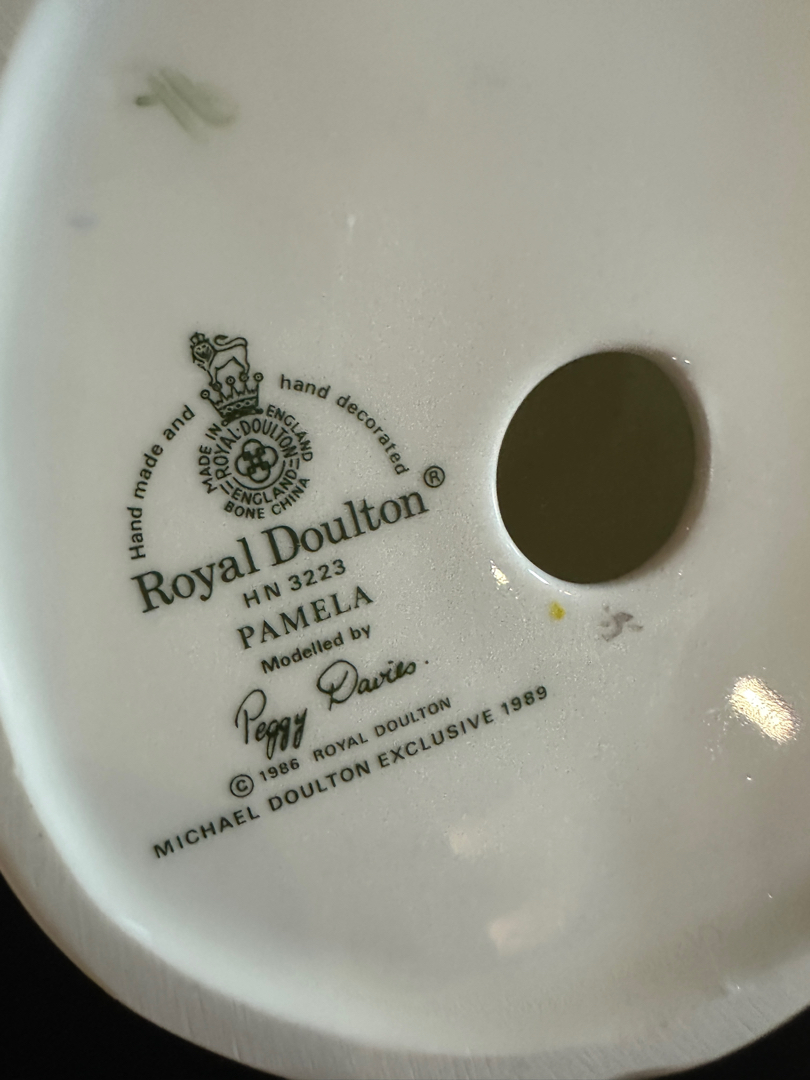 Hand made and hand decorated
MADE IN ENGLAND
ROYAL·DOULTON
ENGLAND
BONE CHINA
Royal Doulton®
HN 3223
PAMELA
Modelled by
Peggy Davies.
© 1986 ROYAL DOULTON
MICHAEL DOULTON EXCLUSIVE 1989